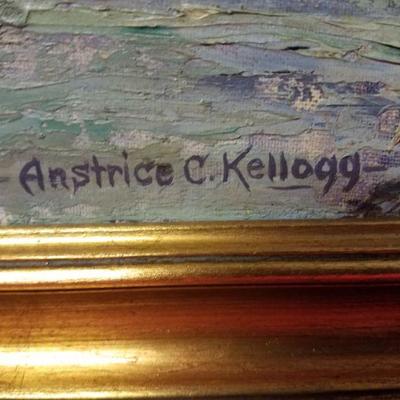 - Anstrice C. Kellogg -